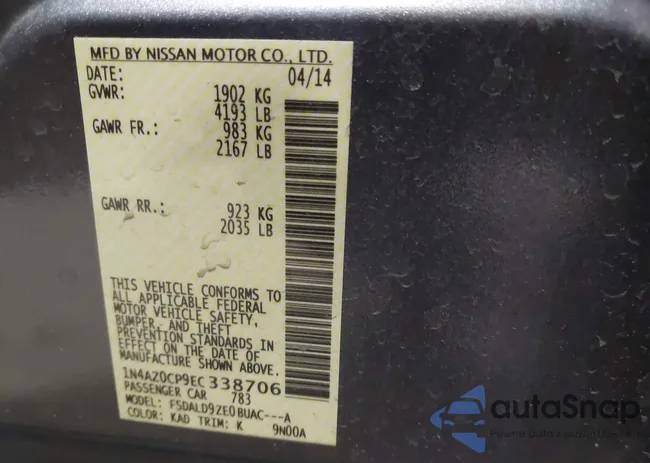 MFD BY NISSAN MOTOR CO., LTD.
DATE: 04/14
GVWR: 1902 KG
4193 LB
GAWR FR.: 983 KG
2167 LB
GAWR RR.: 923 KG
2035 LB
THIS VEHICLE CONFORMS TO
ALL APPLICABLE FEDERAL
MOTOR VEHICLE SAFETY,
BUMPER, AND THEFT
PREVENTION STANDARDS IN
EFFECT ON THE DATE OF
MANUFACTURE SHOWN ABOVE.
1N4AZ0CP9EC338706
PASSENGER CAR 783
MODEL: FSDALD9ZE0BUAC---A
COLOR: KAD TRIM: K 9N00A
autoSnap